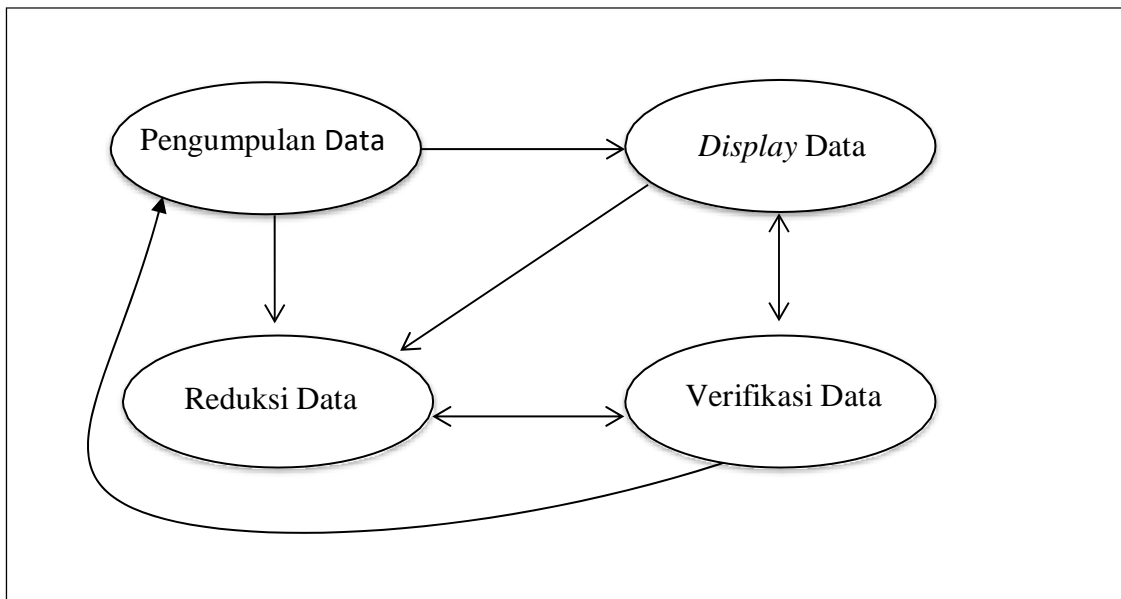 Pengumpulan Data
Display Data
Reduksi Data
Verifikasi Data